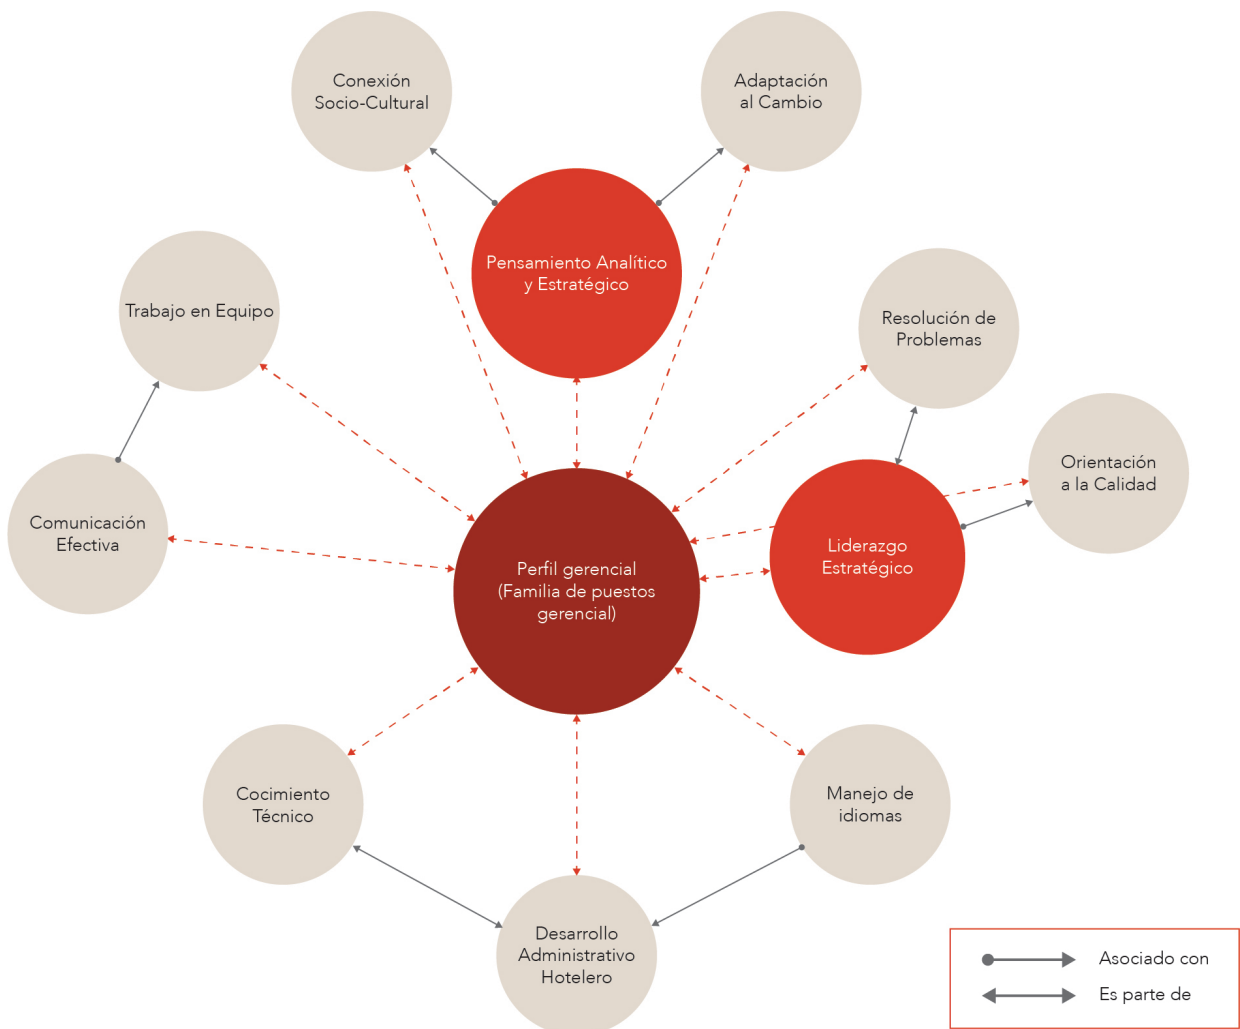 Conexión
Socio-Cultural
Adaptación
al Cambio
Pensamiento Analítico
y Estratégico
Trabajo en Equipo
Resolución de
Problemas
Orientación
a la Calidad
Comunicación
Efectiva
Liderazgo
Estratégico
Perfil gerencial
(Familia de puestos
gerencial)
Cocimiento
Técnico
Manejo de
idiomas
Desarrollo
Administrativo
Hotelero
Asociado con
Es parte de